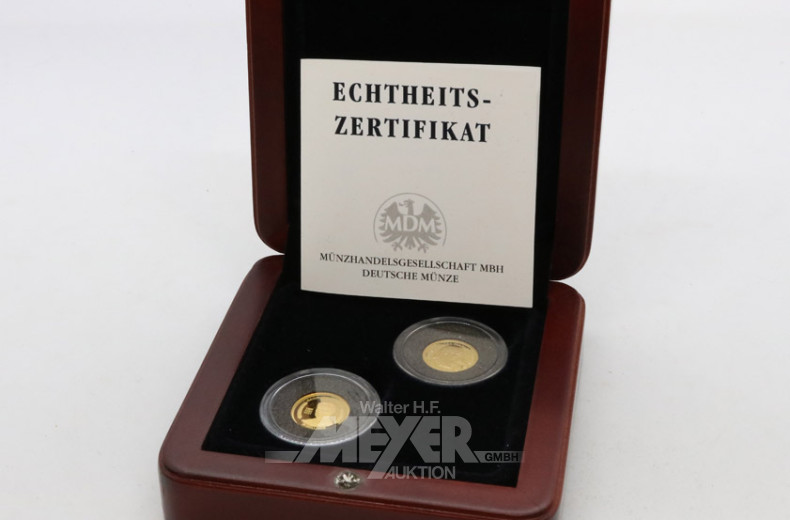 ECHTHEITS-
ZERTIFIKAT
MDM
MÜNZHANDELSGESELLSCHAFT MBH
DEUTSCHE MÜNZE
Walter H.F.
MEYER
GMBH
AUKTION